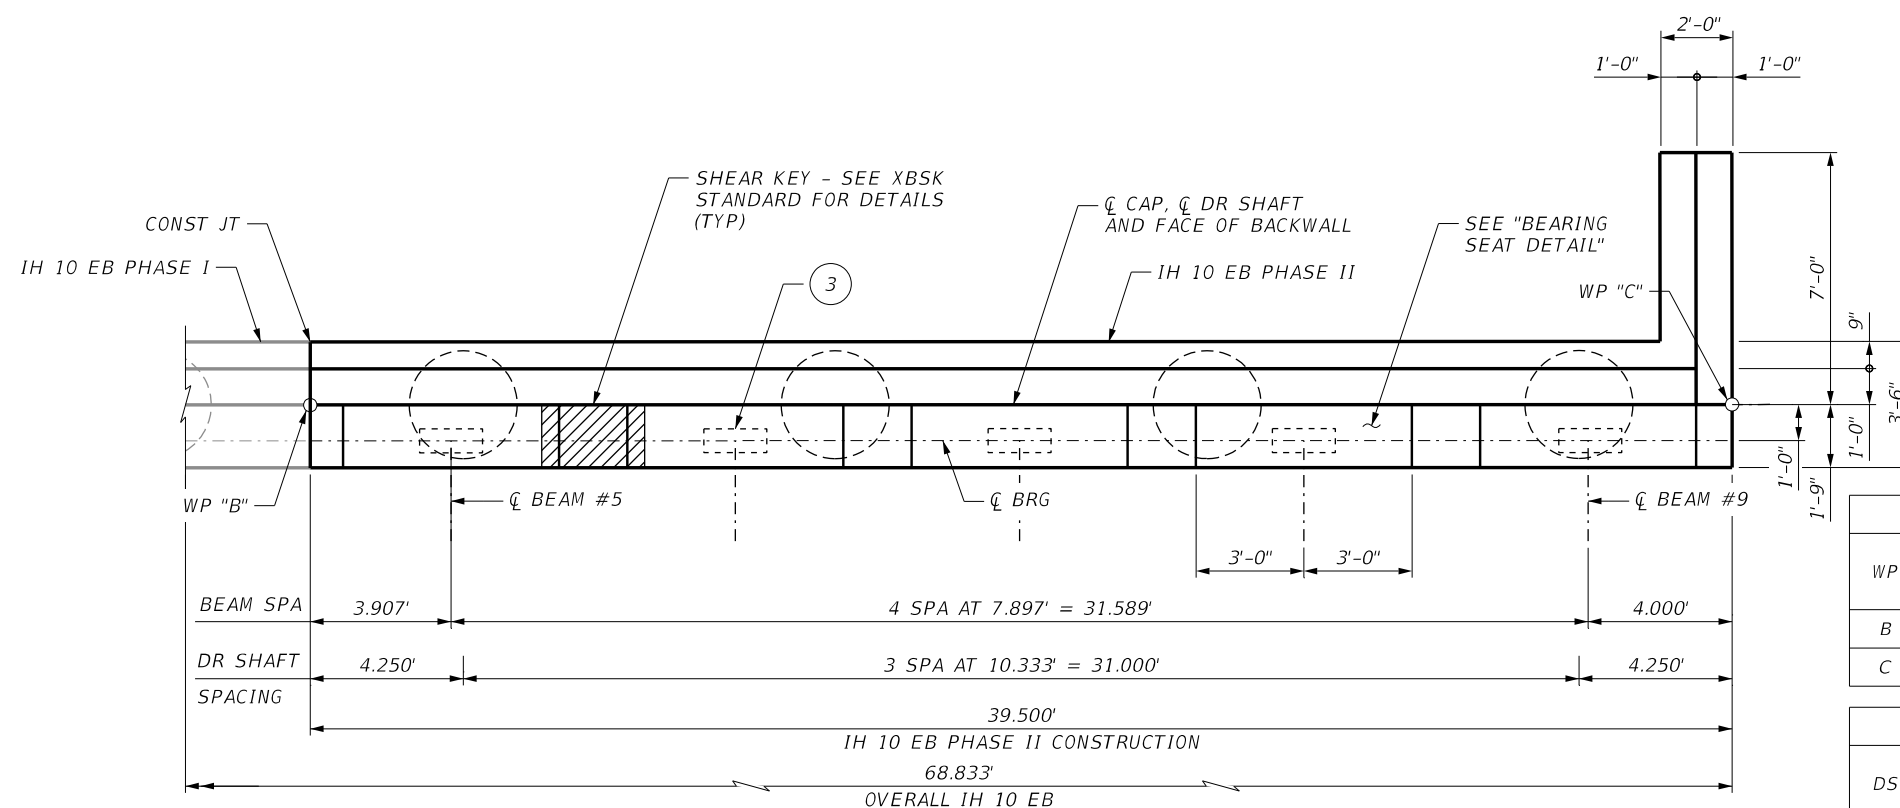 2'-0"
1'-0"
1'-0"
SHEAR KEY - SEE XBSK
STANDARD FOR DETAILS
(TYP)
℄ CAP, ℄ DR SHAFT
AND FACE OF BACKWALL
SEE "BEARING
SEAT DETAIL"
CONST JT
IH 10 EB PHASE I
3
IH 10 EB PHASE II
WP "C"
7'-0"
9"
3'-6"
1'-0"
1'-0"
1'-9"
WP "B"
℄ BEAM #5
℄ BRG
℄ BEAM #9
3'-0"
3'-0"
WP
BEAM SPA
3.907'
4 SPA AT 7.897' = 31.589'
4.000'
B
DR SHAFT
SPACING
4.250'
3 SPA AT 10.333' = 31.000'
4.250'
C
39.500'
IH 10 EB PHASE II CONSTRUCTION
68.833'
OVERALL IH 10 EB
DS